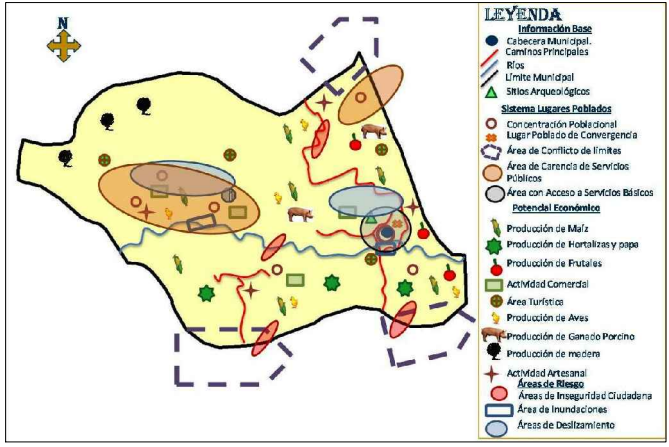 N
LEYENDA
Información Base
Cabecera Municipal.
Caminos Principales
Ríos
Límite Municipal
Sitios Arqueológicos
Sistema Lugares Poblados
Concentración Poblacional
Lugar Poblado de Convergencia
Área de Conflicto de límites
Área de Carencia de Servicios
Públicos
Área con Acceso a Servicios Básicos
Potencial Económico
Producción de Maíz
Producción de Hortalizas y papa
Producción de Frutales
Actividad Comercial
Área Turística
Producción de Aves
Producción de Ganado Porcino
Producción de madera
Actividad Artesanal
Áreas de Riesgo
Áreas de Inseguridad Ciudadana
Área de Inundaciones
Áreas de Deslizamiento